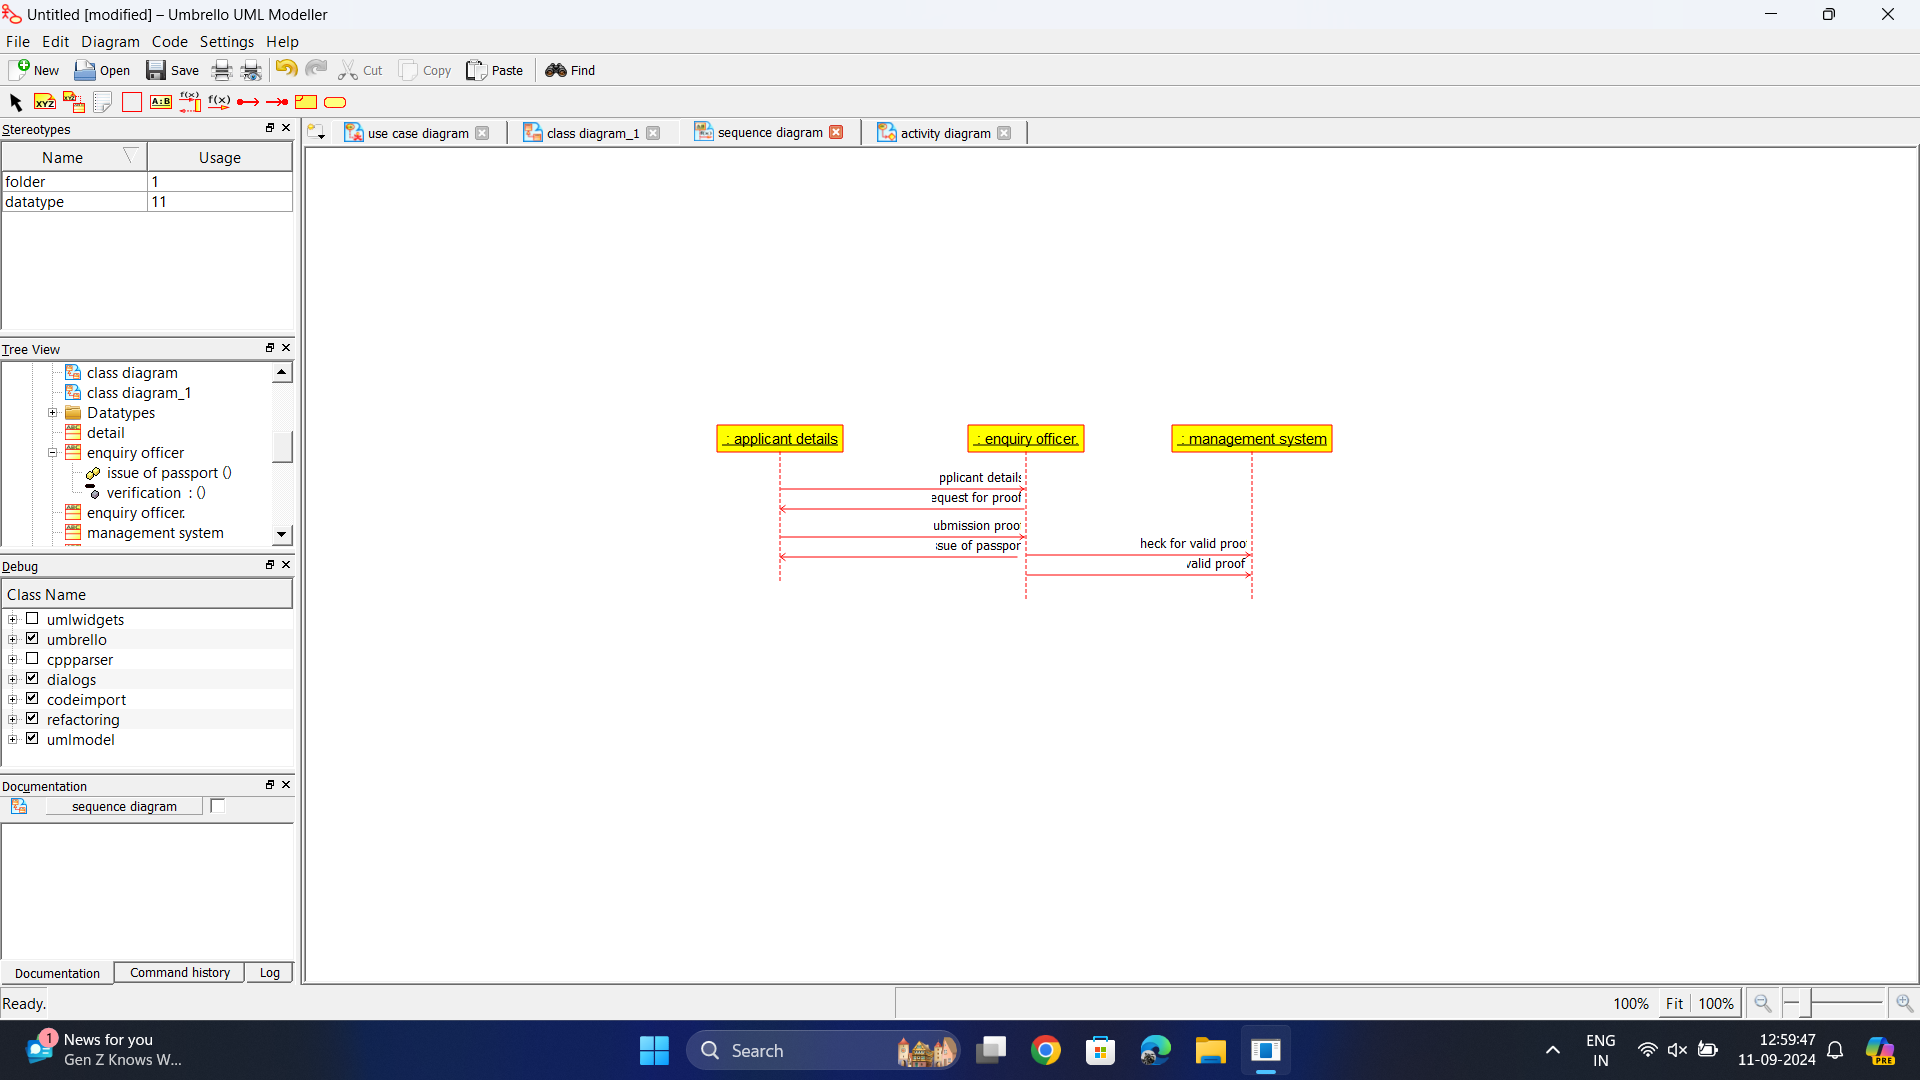 Untitled [modified] – Umbrello UML Modeller
File Edit Diagram Code Settings Help
New Open Save Cut Copy Paste Find
XYZ XYZ A:B f(x) f(x)
Stereotypes
Name Usage
folder 1
datatype 11
use case diagram class diagram_1 sequence diagram activity diagram
Tree View
class diagram
class diagram_1
Datatypes
detail
enquiry officer
issue of passport ()
verification : ()
enquiry officer.
management system
: applicant details : enquiry officer. : management system
pplicant details
equest for proof
ubmission proo
ssue of passpor
heck for valid proo
valid proof
Debug
Class Name
umlwidgets
umbrello
cppparser
dialogs
codeimport
refactoring
umlmodel
Documentation
sequence diagram
Documentation Command history Log
Ready.
100% Fit 100%
1 News for you
Gen Z Knows W...
Search
ENG
IN
12:59:47
11-09-2024
PRE